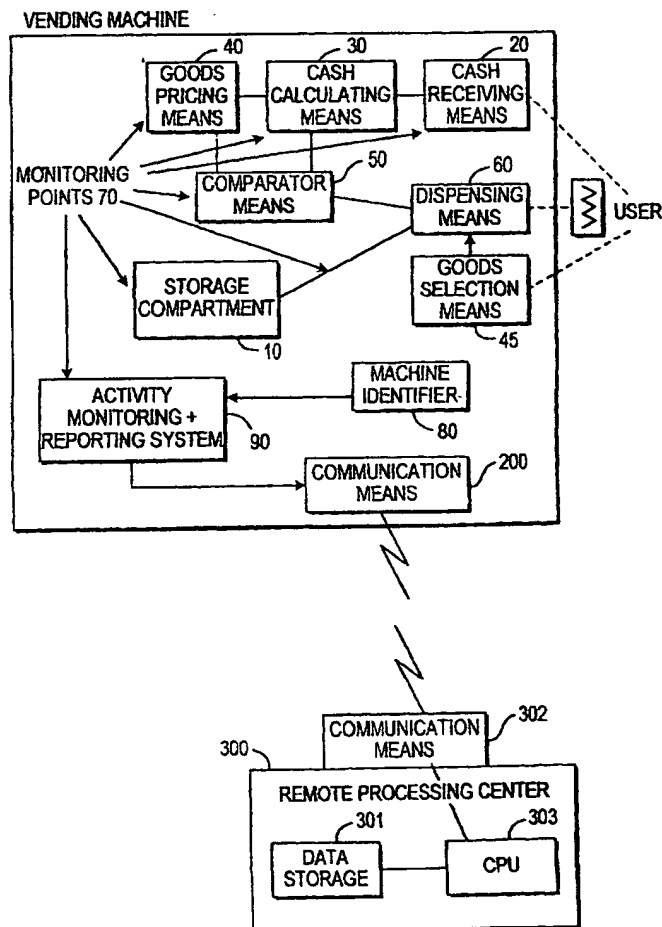 VENDING MACHINE
40
30
20
GOODS
PRICING
MEANS
CASH
CALCULATING
MEANS
CASH
RECEIVING
MEANS
MONITORING
POINTS 70
50
COMPARATOR
MEANS
60
DISPENSING
MEANS
USER
STORAGE
COMPARTMENT
10
GOODS
SELECTION
MEANS
45
ACTIVITY
MONITORING +
REPORTING SYSTEM
90
MACHINE
IDENTIFIER
80
COMMUNICATION
MEANS
200
COMMUNICATION
MEANS
302
300
REMOTE PROCESSING CENTER
301
303
DATA
STORAGE
CPU